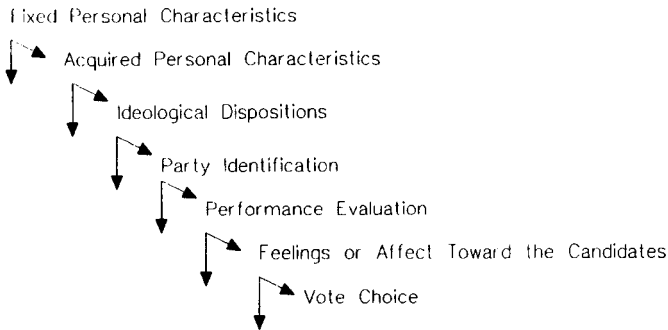 Fixed Personal Characteristics
Acquired Personal Characteristics
Ideological Dispositions
Party Identification
Performance Evaluation
Feelings or Affect Toward the Candidates
Vote Choice